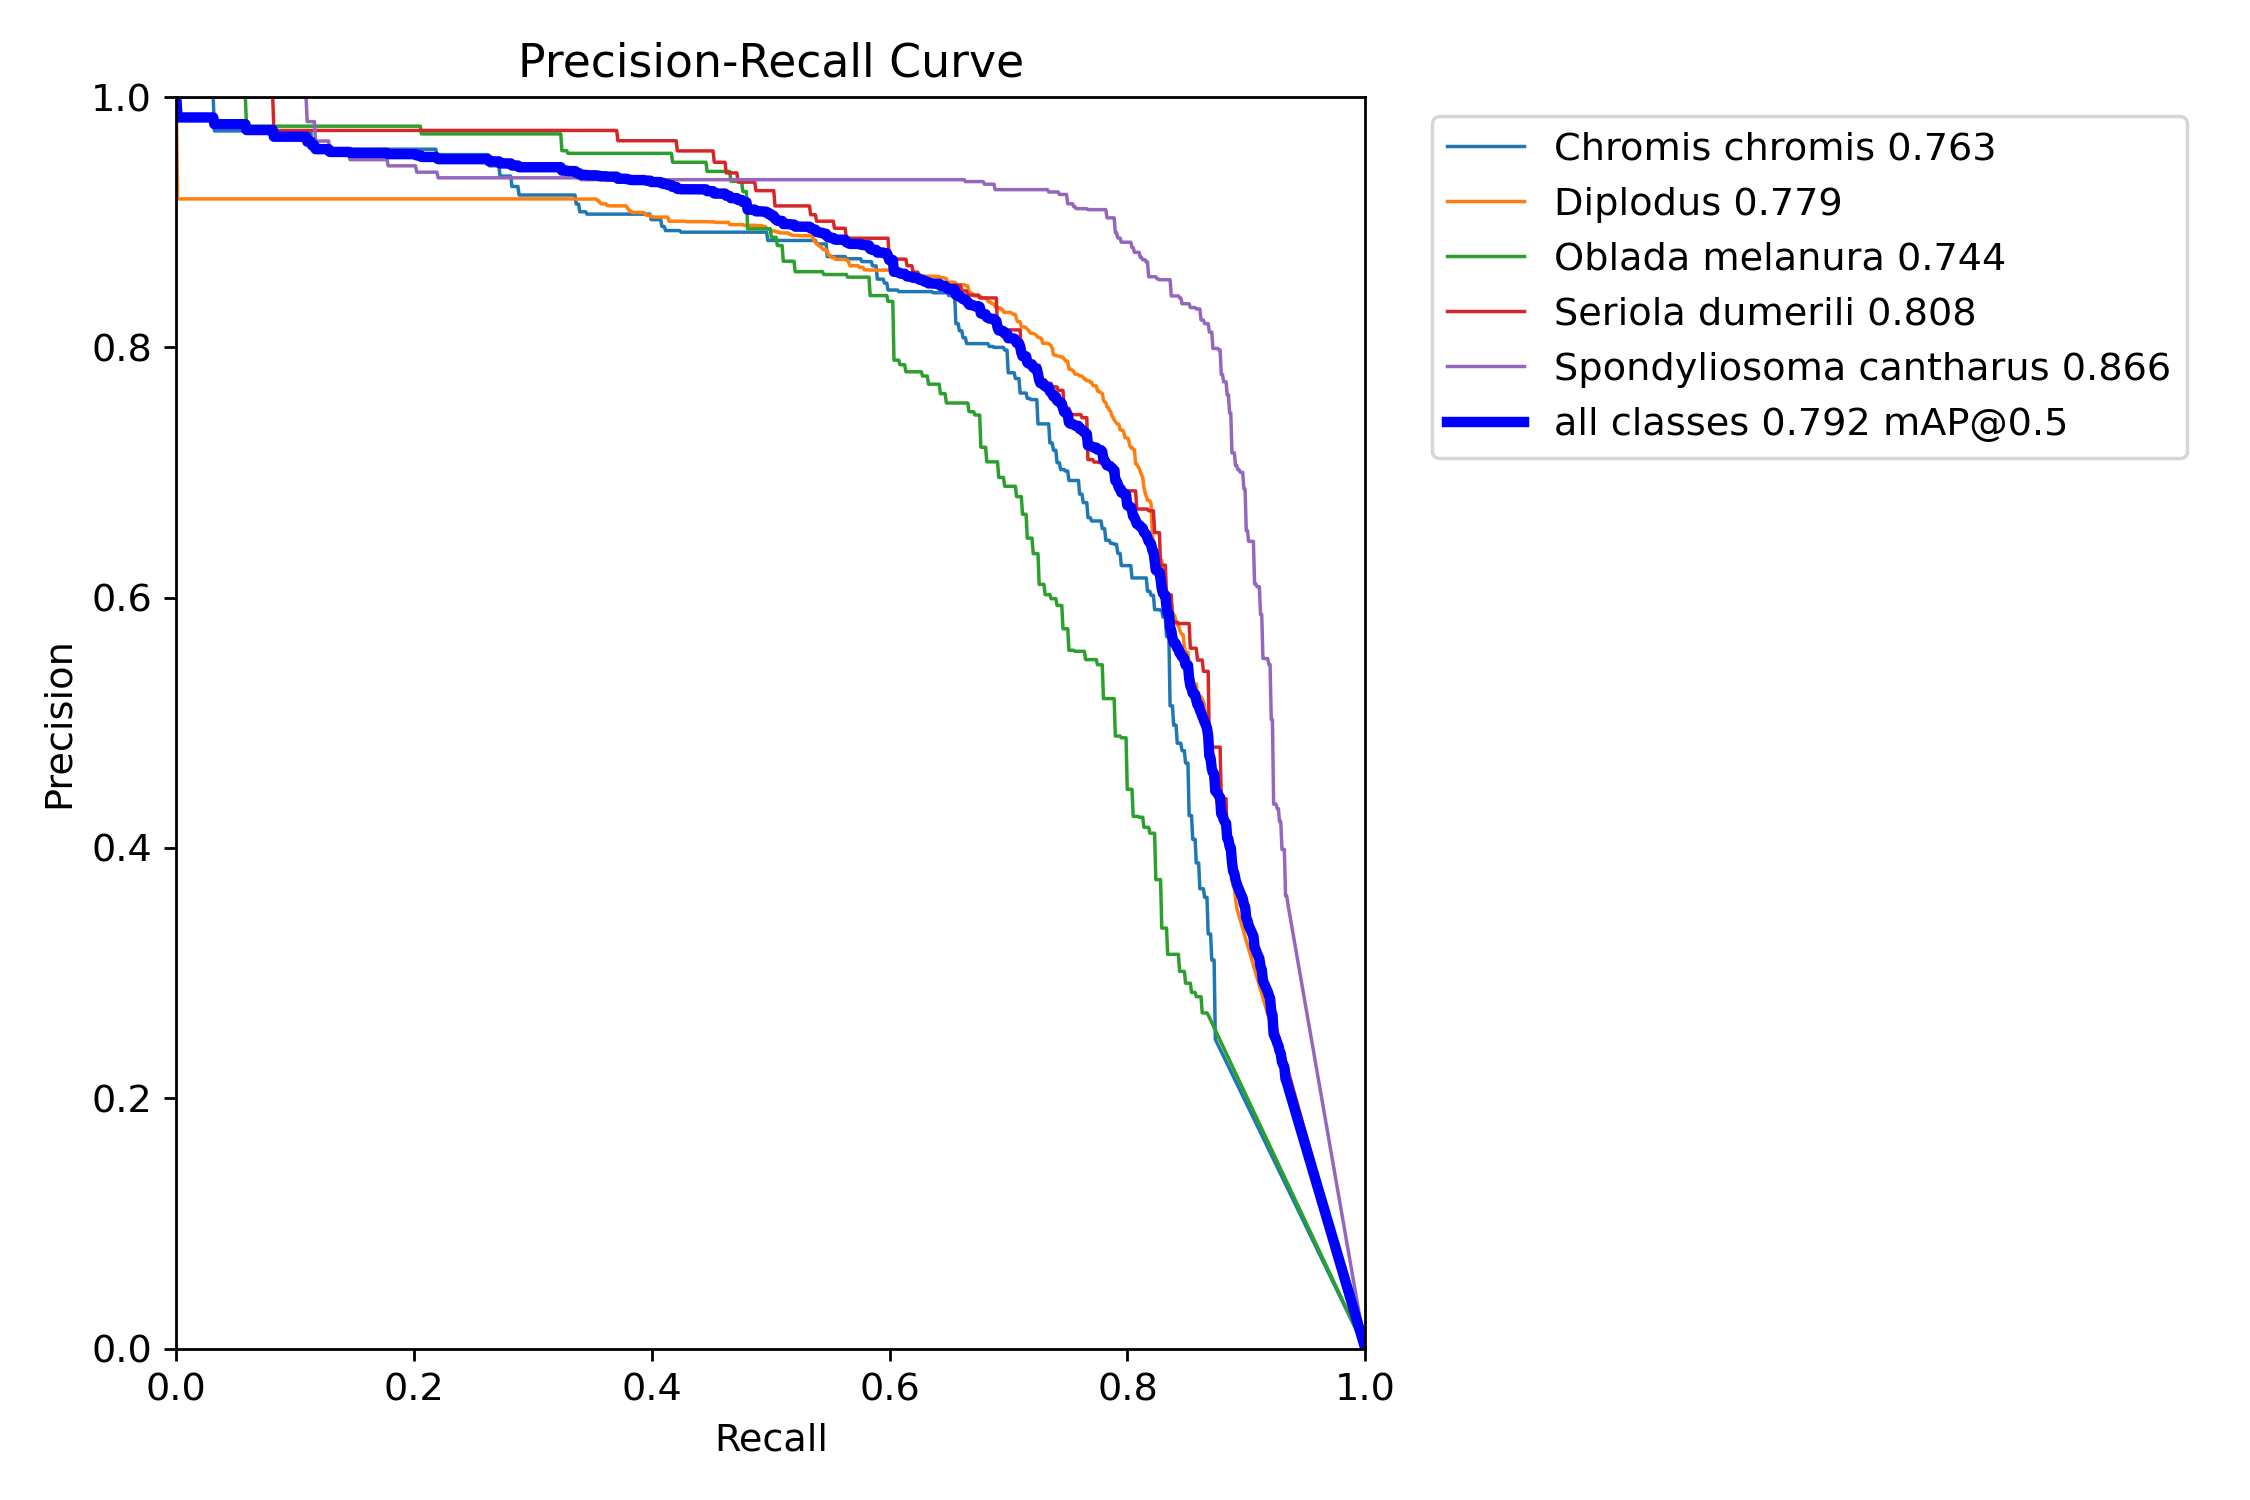 Precision-Recall Curve
1.0
0.8
0.6
0.4
0.2
0.0
Precision
0.0 0.2 0.4 0.6 0.8 1.0
Recall
Chromis chromis 0.763
Diplodus 0.779
Oblada melanura 0.744
Seriola dumerili 0.808
Spondyliosoma cantharus 0.866
all classes 0.792 mAP@0.5